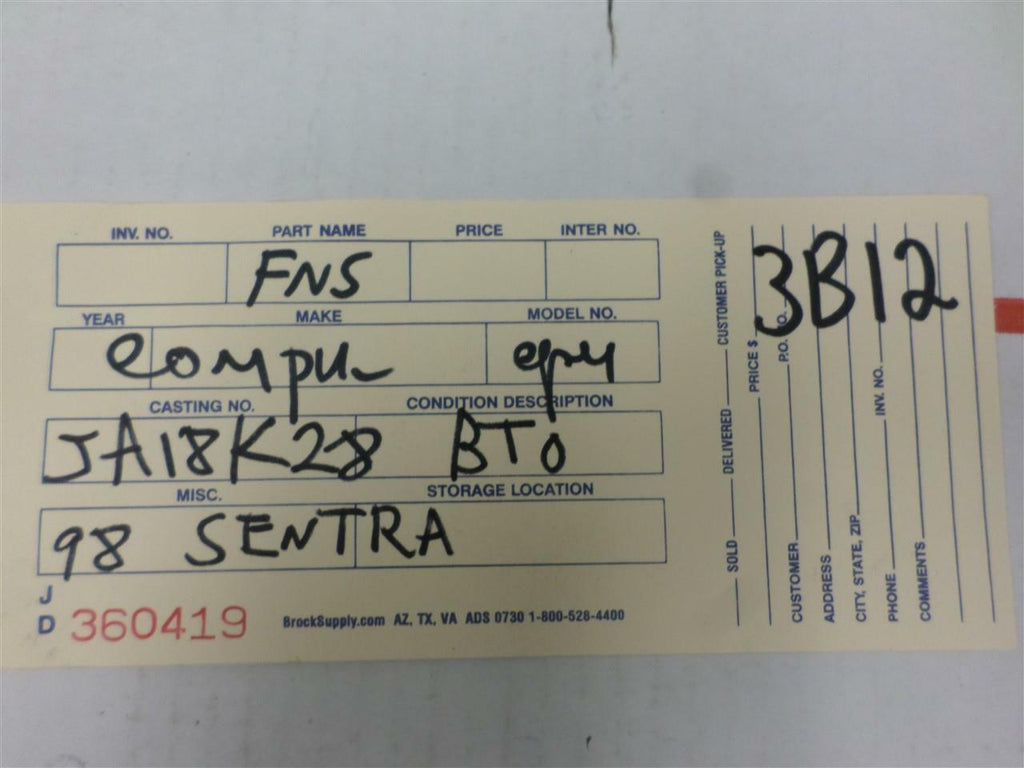 INV. NO. PART NAME PRICE INTER NO.
FNS
YEAR MAKE MODEL NO.
CASTING NO. CONDITION DESCRIPTION
JA18K28 BTO
MISC. STORAGE LOCATION
98 SENTRA
J
D 360419 BrockSupply.com AZ, TX, VA ADS 0730 1-800-528-4400
SOLD DELIVERED CUSTOMER PICK-UP
PRICE $
CUSTOMER P.O. NO.
ADDRESS
CITY, STATE, ZIP
PHONE INV. NO.
COMMENTS
3B12